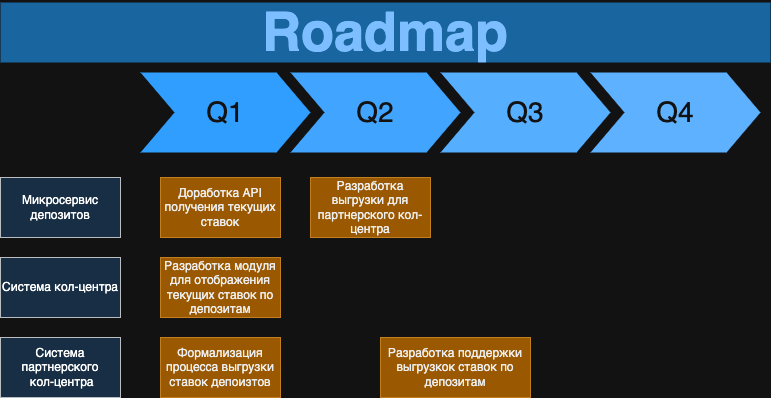 Roadmap
Q1
Q2
Q3
Q4
Микросервис
депозитов
Доработка API
получения текущих
ставок
Разработка
выгрузки для
партнерского кол-
центра
Система кол-центра
Разработка модуля
для отображения
текущих ставок по
депозитам
Система
партнерского
кол-центра
Формализация
процесса выгрузки
ставок депоизтов
Разработка поддержки
выгрузок ставок по
депозитам